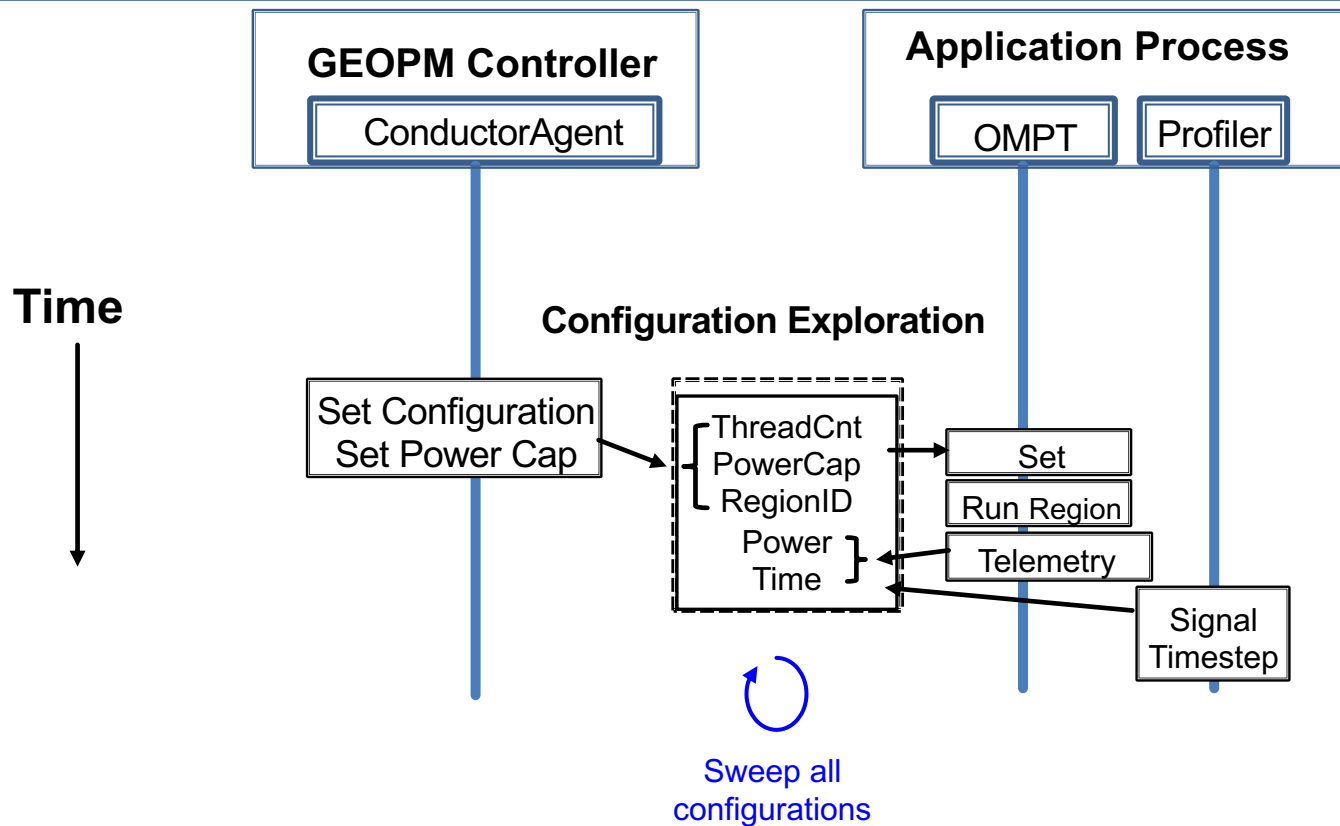 GEOPM Controller
ConductorAgent
Application Process
OMPT
Profiler
Time
Configuration Exploration
Set Configuration
Set Power Cap
ThreadCnt
PowerCap
RegionID
Power
Time
Set
Run Region
Telemetry
Signal
Timestep
Sweep all
configurations